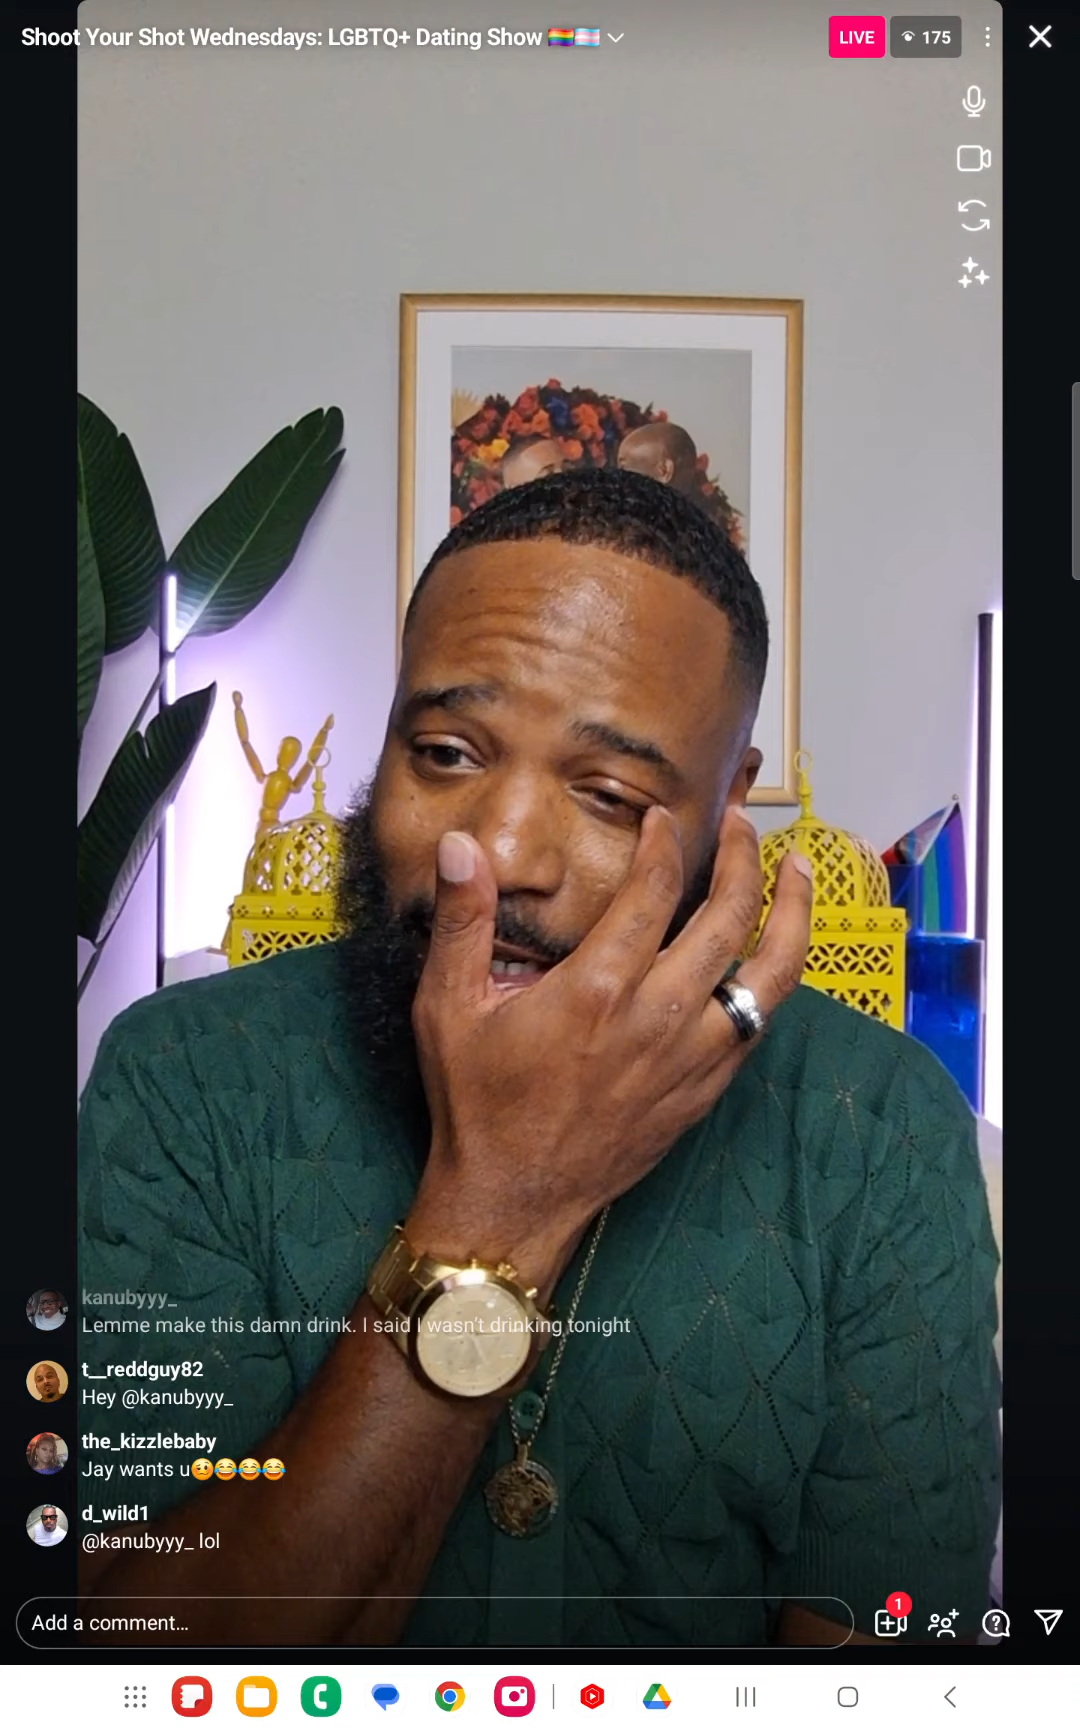 Shoot Your Shot Wednesdays: LGBTQ+ Dating Show 🏳️‍🌈🏳️‍⚧️
LIVE
175
kanubyyy_
Lemme make this damn drink. I said I wasn't drinking tonight
t__reddguy82
Hey @kanubyyy_
the_kizzlebaby
Jay wants u🤨😂😂😂
d_wild1
@kanubyyy_ lol
Add a comment...
1